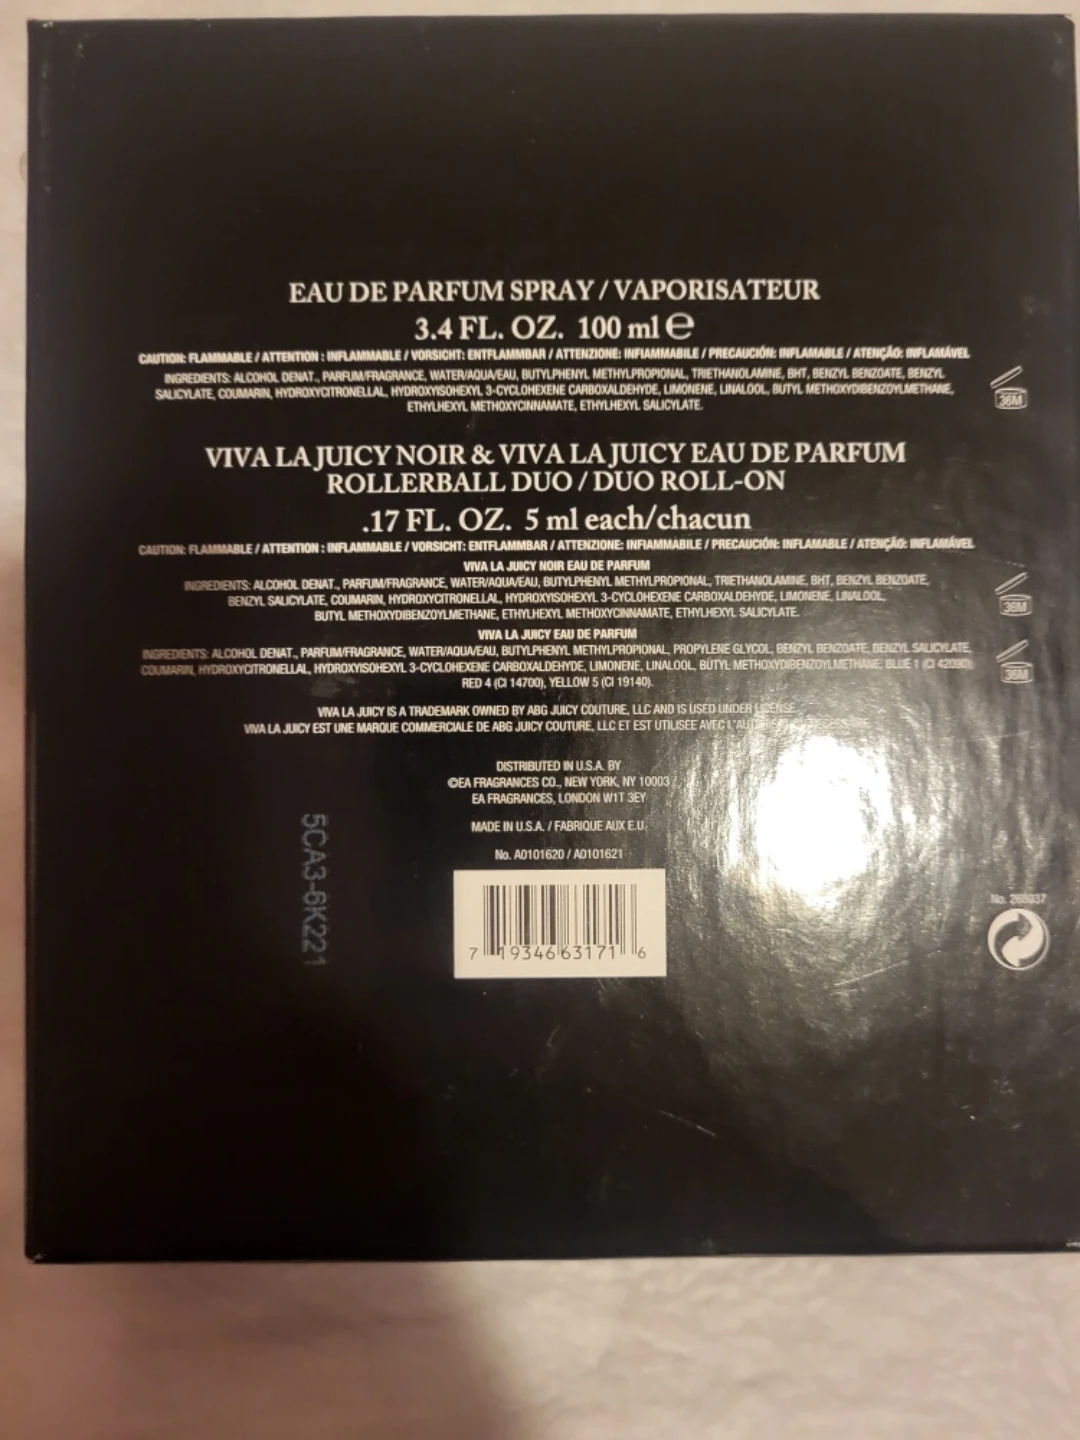 EAU DE PARFUM SPRAY / VAPORISATEUR
3.4 FL. OZ. 100 ml ℮
CAUTION: FLAMMABLE / ATTENTION : INFLAMMABLE / VORSICHT: ENTFLAMMBAR / ATTENZIONE: INFIAMMABILE / PRECAUCIÓN: INFLAMABLE / ATENÇÃO: INFLAMÁVEL
INGREDIENTS: ALCOHOL DENAT., PARFUM/FRAGRANCE, WATER/AQUA/EAU, BUTYLPHENYL METHYLPROPIONAL, TRIETHANOLAMINE, BHT, BENZYL BENZOATE, BENZYL
SALICYLATE, COUMARIN, HYDROXYCITRONELLAL, HYDROXYISOHEXYL 3-CYCLOHEXENE CARBOXALDEHYDE, LIMONENE, LINALOOL, BUTYL METHOXYDIBENZOYLMETHANE,
ETHYLHEXYL METHOXYCINNAMATE, ETHYLHEXYL SALICYLATE.
36M
VIVA LA JUICY NOIR & VIVA LA JUICY EAU DE PARFUM
ROLLERBALL DUO / DUO ROLL-ON
.17 FL. OZ. 5 ml each/chacun
CAUTION: FLAMMABLE / ATTENTION : INFLAMMABLE / VORSICHT: ENTFLAMMBAR / ATTENZIONE: INFIAMMABILE / PRECAUCIÓN: INFLAMABLE / ATENÇÃO: INFLAMÁVEL
VIVA LA JUICY NOIR EAU DE PARFUM
INGREDIENTS: ALCOHOL DENAT., PARFUM/FRAGRANCE, WATER/AQUA/EAU, BUTYLPHENYL METHYLPROPIONAL, TRIETHANOLAMINE, BHT, BENZYL BENZOATE,
BENZYL SALICYLATE, COUMARIN, HYDROXYCITRONELLAL, HYDROXYISOHEXYL 3-CYCLOHEXENE CARBOXALDEHYDE, LIMONENE, LINALOOL,
BUTYL METHOXYDIBENZOYLMETHANE, ETHYLHEXYL METHOXYCINNAMATE, ETHYLHEXYL SALICYLATE.
36M
VIVA LA JUICY EAU DE PARFUM
INGREDIENTS: ALCOHOL DENAT., PARFUM/FRAGRANCE, WATER/AQUA/EAU, BUTYLPHENYL METHYLPROPIONAL, PROPYLENE GLYCOL, BENZYL BENZOATE, BENZYL SALICYLATE,
COUMARIN, HYDROXYCITRONELLAL, HYDROXYISOHEXYL 3-CYCLOHEXENE CARBOXALDEHYDE, LIMONENE, LINALOOL, BUTYL METHOXYDIBENZOYLMETHANE, BLUE 1 (CI 42090),
RED 4 (CI 14700), YELLOW 5 (CI 19140).
36M
VIVA LA JUICY IS A TRADEMARK OWNED BY ABG JUICY COUTURE, LLC AND IS USED UNDER LICENSE.
VIVA LA JUICY EST UNE MARQUE COMMERCIALE DE ABG JUICY COUTURE, LLC ET EST UTILISÉE AVEC
DISTRIBUTED IN U.S.A. BY
©EA FRAGRANCES CO., NEW YORK, NY 10003
EA FRAGRANCES, LONDON W1T 3EY
MADE IN U.S.A. / FABRIQUE AUX E.U.
No. A0101620 / A0101621
5CA3-6K221
7 19346 63171 6
No.